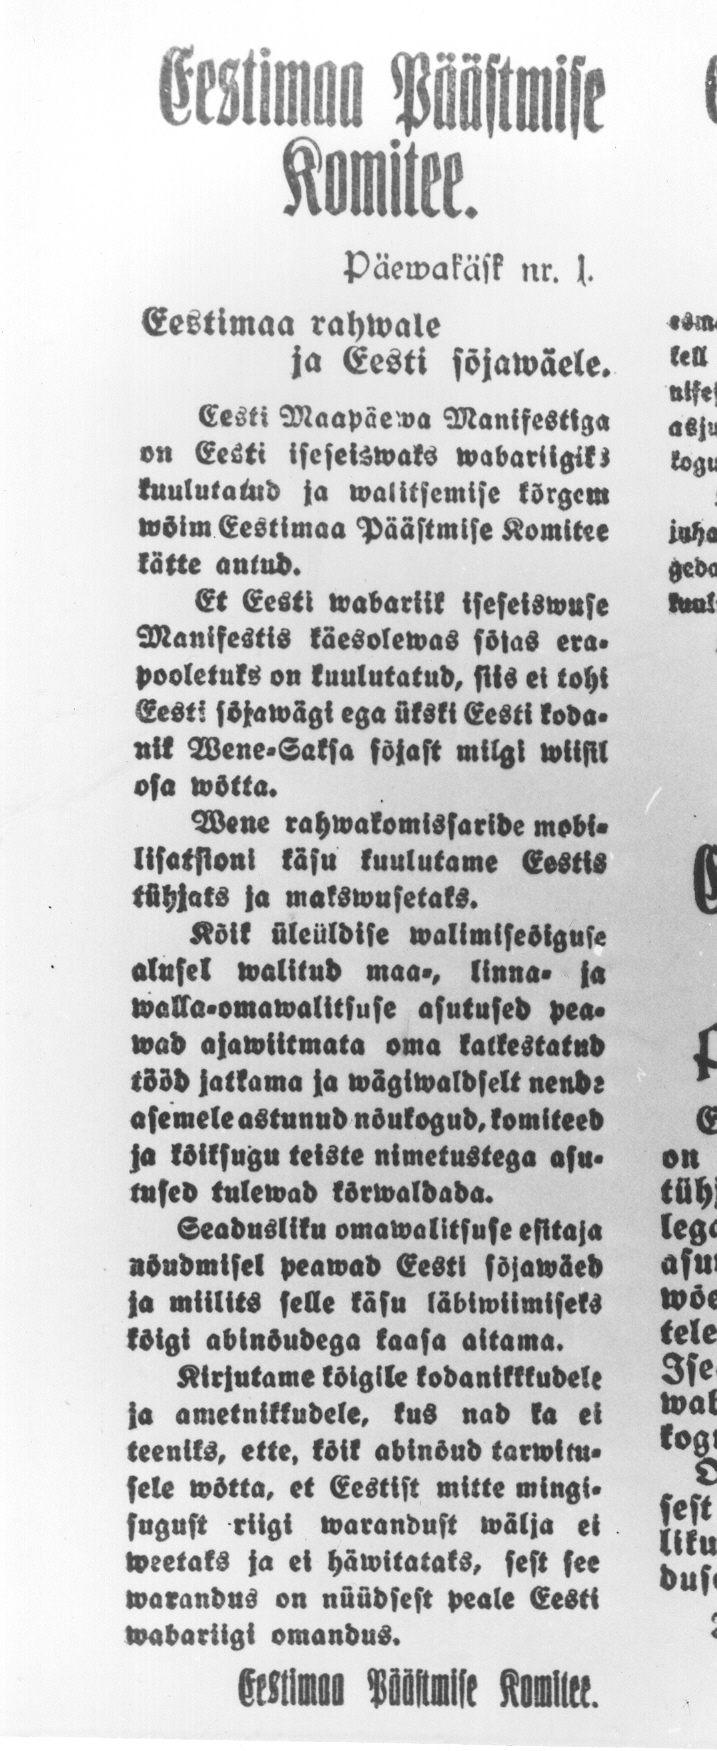 Eestimaa Päästmise
Komitee.
Päewakäsk nr. 1.
Eestimaa rahwale
ja Eesti sõjawäele.
Eesti Maapäewa Manifestiga
on Eesti iseseiswaks wabariigiks
kuulutatud ja walitsemise kõrgem
wõim Eestimaa Päästmise Komitee
kätte antud.
Et Eesti wabariik iseseiswuse
Manifestis käesolewas sõjas era-
pooletuks on kuulutatud, siis ei tohi
Eesti sõjawägi ega ükski Eesti koda-
nik Wene-Saksa sõjast milgi wiisil
osa wõtta.
Wene rahwakomissaride mobi-
lisatsioni käsu kuulutame Eestis
tühjaks ja makswusetaks.
Kõik üleüldise walimiseõiguse
alusel walitud maa-, linna- ja
walla-omawalitsuse asutused pea-
wad ajawiitmata oma katkestatud
tööd jatkama ja wägiwaldselt nende
asemele astunud nõukogud, komiteed
ja kõiksugu teiste nimetustega asu-
tused tulewad kõrwaldada.
Seadusliku omawalitsuse esitaja
nõudmisel peawad Eesti sõjawäed
ja miilits selle käsu läbiwiimiseks
kõigi abinõudega kaasa aitama.
Kirjutame kõigile kodanikkkudele
ja ametnikkudele, kus nad ka ei
teeniks, ette, kõik abinõud tarwitu-
sele wõtta, et Eestist mitte mingi-
sugust riigi warandust wälja ei
weetaks ja ei häwitataks, sest see
warandus on nüüdsest peale Eesti
wabariigi omandus.
Eestimaa Päästmise Komitee.
kell
asju
kogu
on